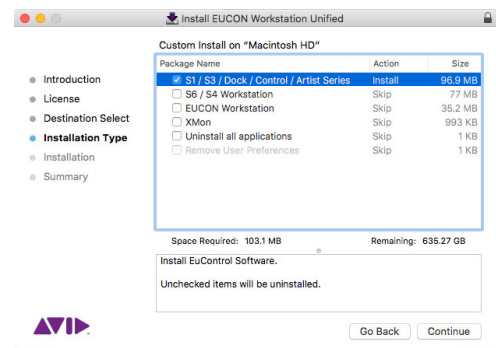 Install EUCON Workstation Unified
Custom Install on "Macintosh HD"
Package Name Action Size
S1 / S3 / Dock / Control / Artist Series Install 96.9 MB
S6 / S4 Workstation Skip 77 MB
EUCON Workstation Skip 35.2 MB
XMon Skip 993 KB
Uninstall all applications Skip 1 KB
Remove User Preferences Skip 1 KB
Introduction
License
Destination Select
Installation Type
Installation
Summary
Space Required: 103.1 MB Remaining: 635.27 GB
Install EuControl Software.
Unchecked items will be uninstalled.
AVID
Go Back Continue